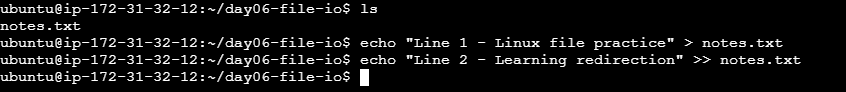 ubuntu@ip-172-31-32-12:~/day06-file-io$ ls
notes.txt
ubuntu@ip-172-31-32-12:~/day06-file-io$ echo "Line 1 - Linux file practice" > notes.txt
ubuntu@ip-172-31-32-12:~/day06-file-io$ echo "Line 2 - Learning redirection" >> notes.txt
ubuntu@ip-172-31-32-12:~/day06-file-io$